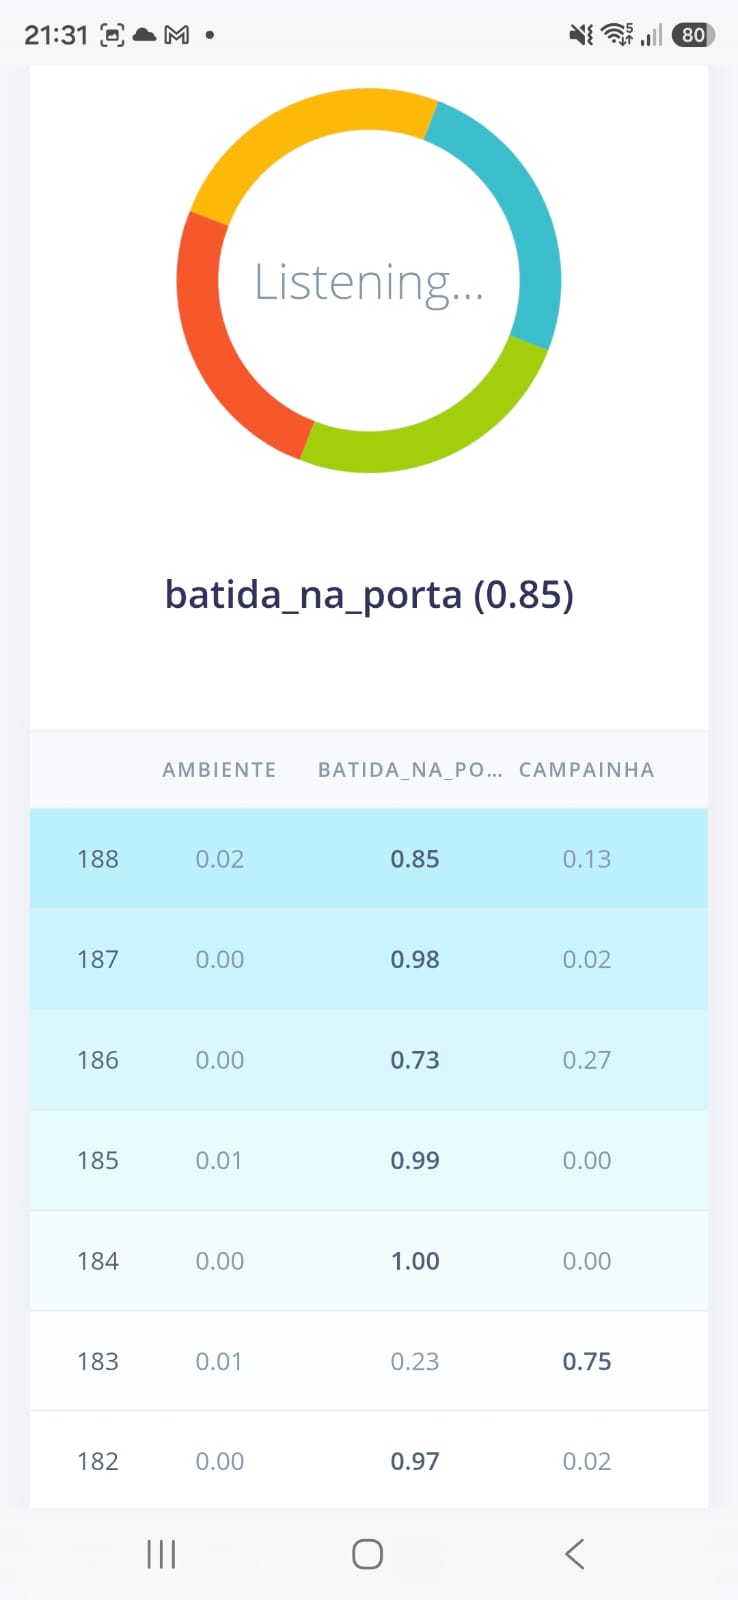 21:31
80
Listening...
batida_na_porta (0.85)
AMBIENTE BATIDA_NA_PO... CAMPAINHA
188 0.02 0.85 0.13
187 0.00 0.98 0.02
186 0.00 0.73 0.27
185 0.01 0.99 0.00
184 0.00 1.00 0.00
183 0.01 0.23 0.75
182 0.00 0.97 0.02